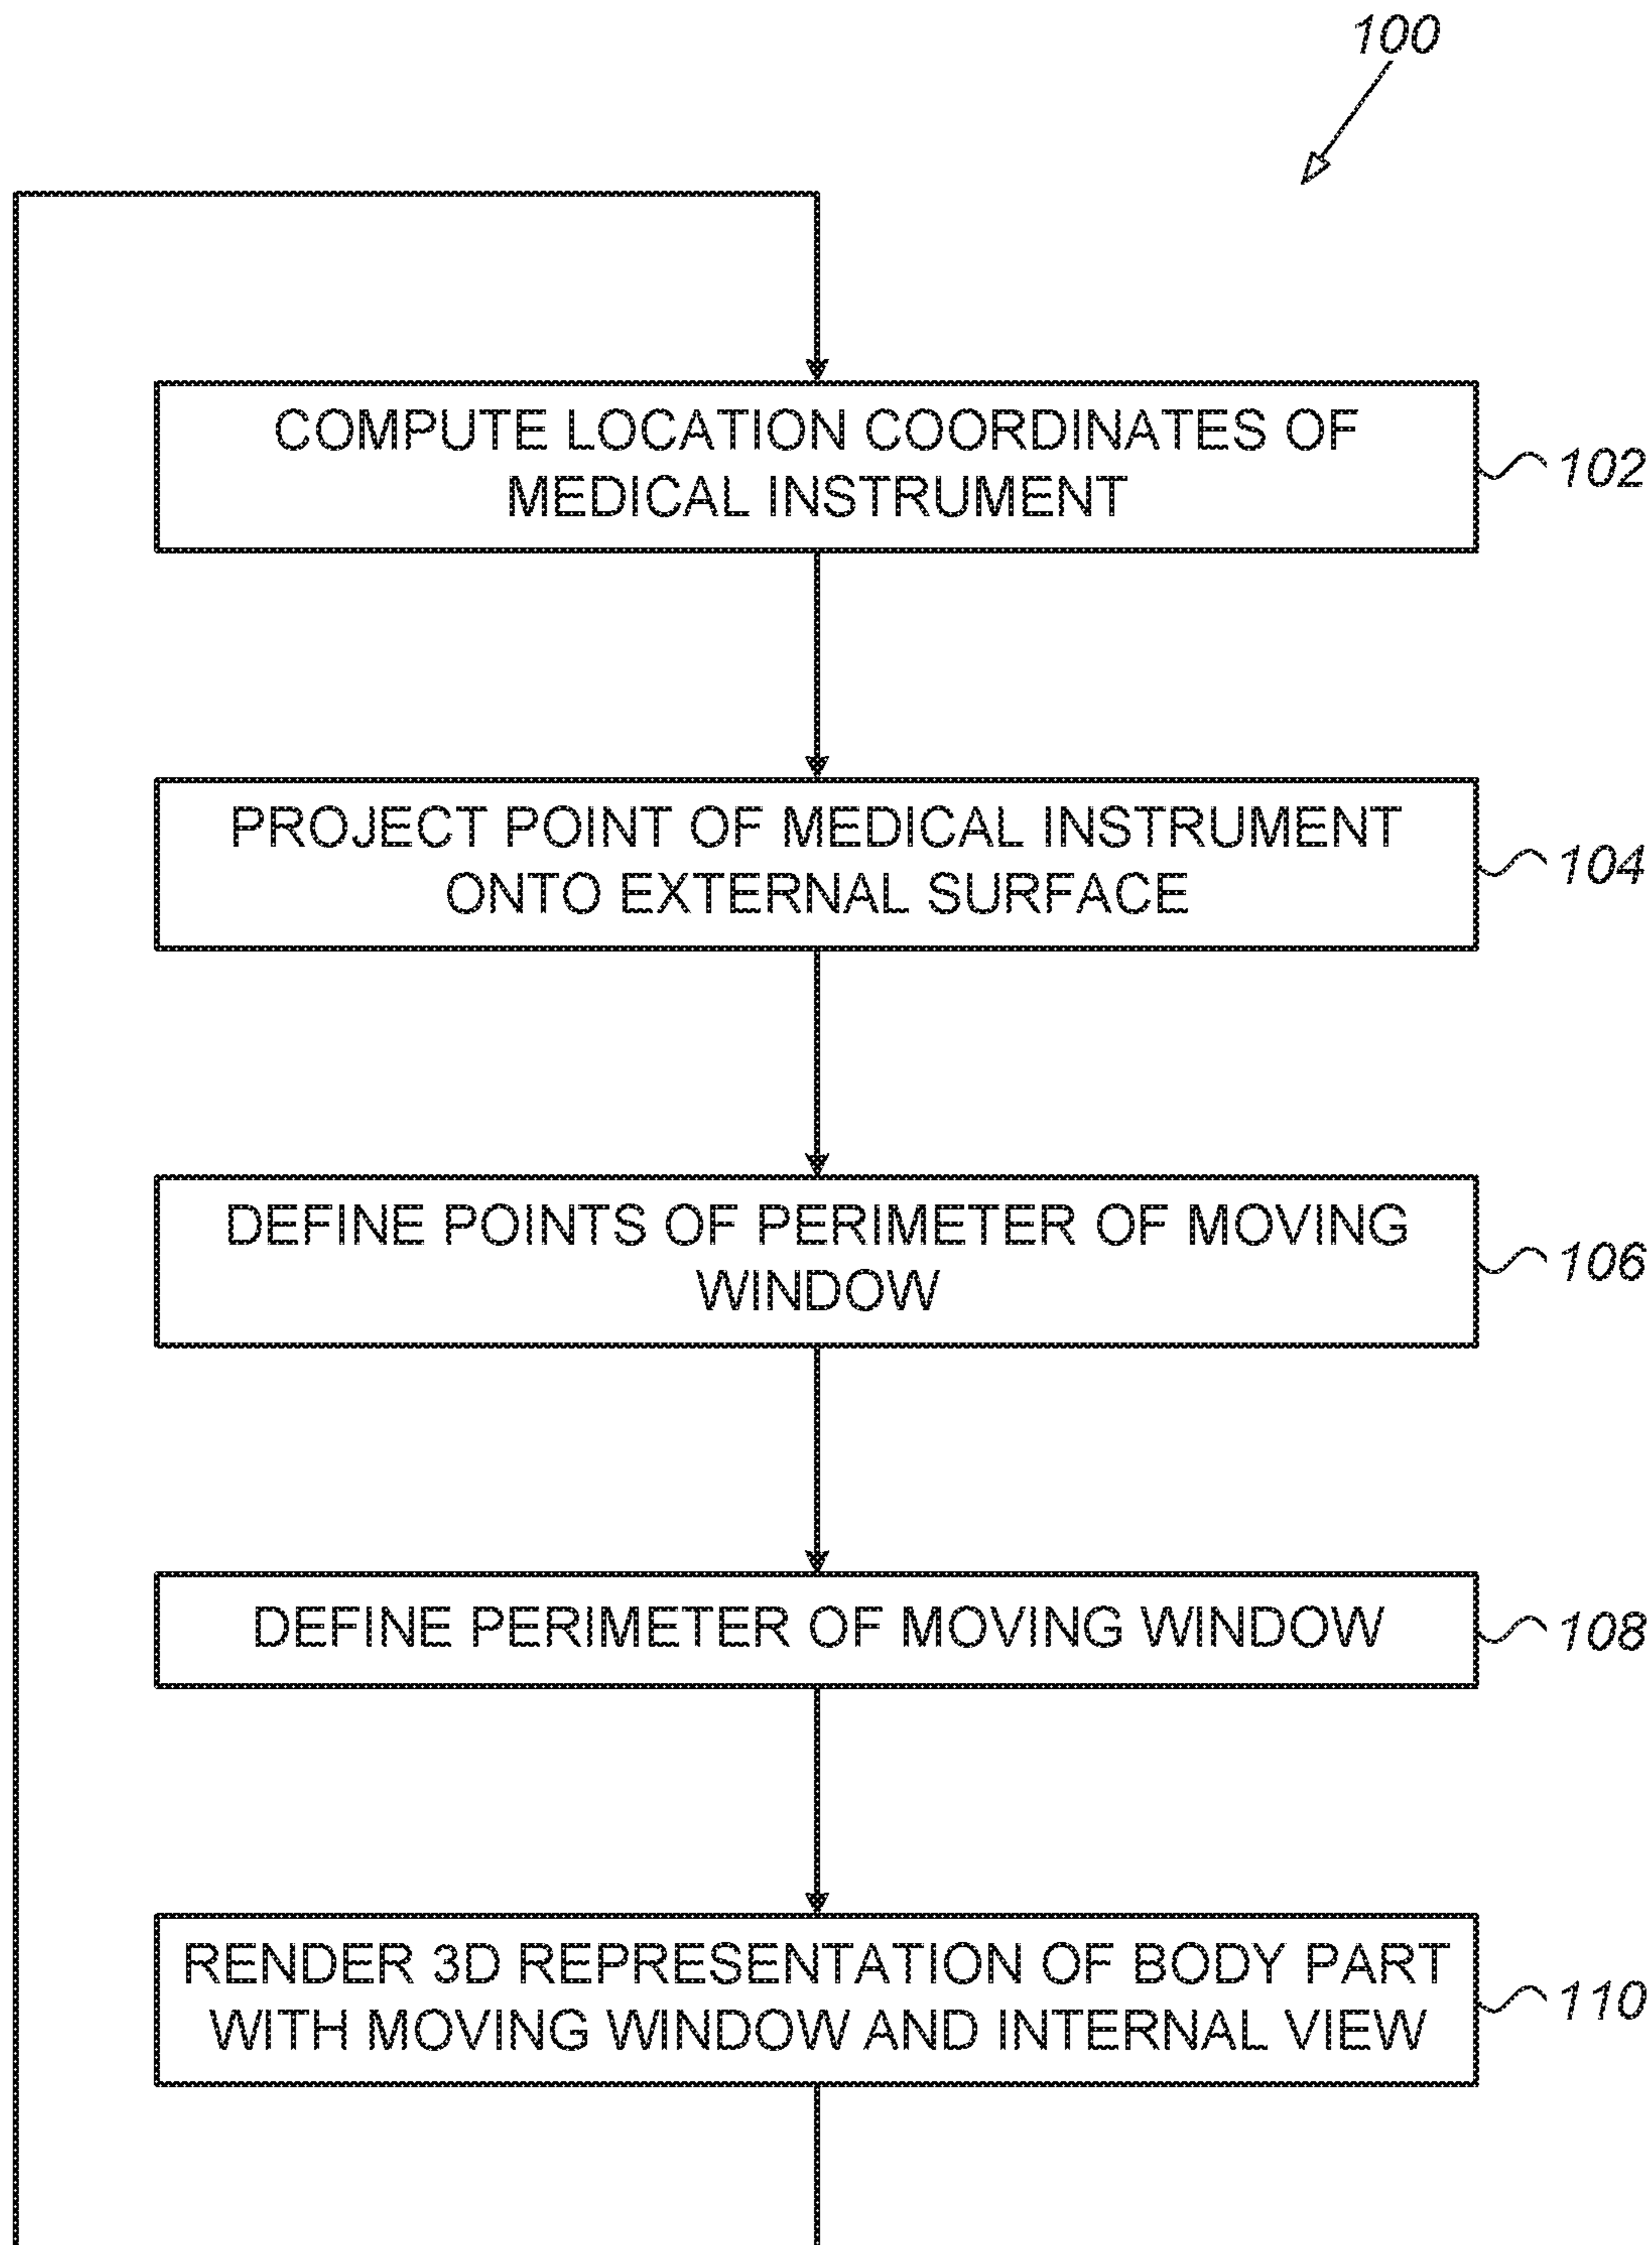 100
COMPUTE LOCATION COORDINATES OF
MEDICAL INSTRUMENT
102
PROJECT POINT OF MEDICAL INSTRUMENT
ONTO EXTERNAL SURFACE
104
DEFINE POINTS OF PERIMETER OF MOVING
WINDOW
106
DEFINE PERIMETER OF MOVING WINDOW
108
RENDER 3D REPRESENTATION OF BODY PART
WITH MOVING WINDOW AND INTERNAL VIEW
110